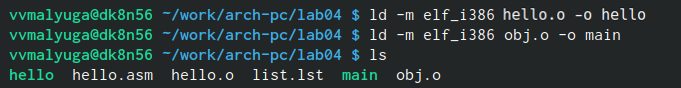 vvmalyuga@dk8n56 ~/work/arch-pc/lab04 $ ld -m elf_i386 hello.o -o hello
vvmalyuga@dk8n56 ~/work/arch-pc/lab04 $ ld -m elf_i386 obj.o -o main
vvmalyuga@dk8n56 ~/work/arch-pc/lab04 $ ls
hello  hello.asm  hello.o  list.lst  main  obj.o